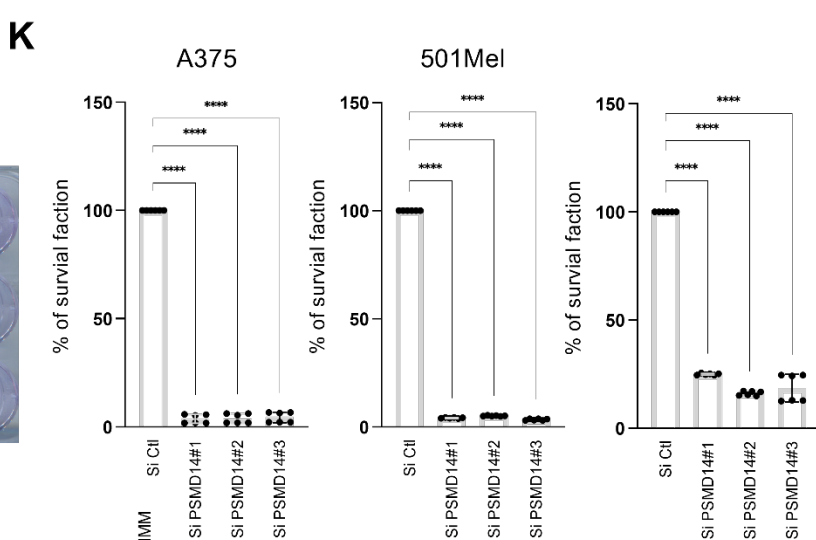 K
A375
501Mel
% of survial faction
150
100
50
0
****
****
****
Si Ctl
Si PSMD14#1
Si PSMD14#2
Si PSMD14#3
% of survial faction
150
100
50
0
****
****
****
Si Ctl
Si PSMD14#1
Si PSMD14#2
Si PSMD14#3
% of survial faction
150
100
50
0
****
****
****
Si Ctl
Si PSMD14#1
Si PSMD14#2
Si PSMD14#3